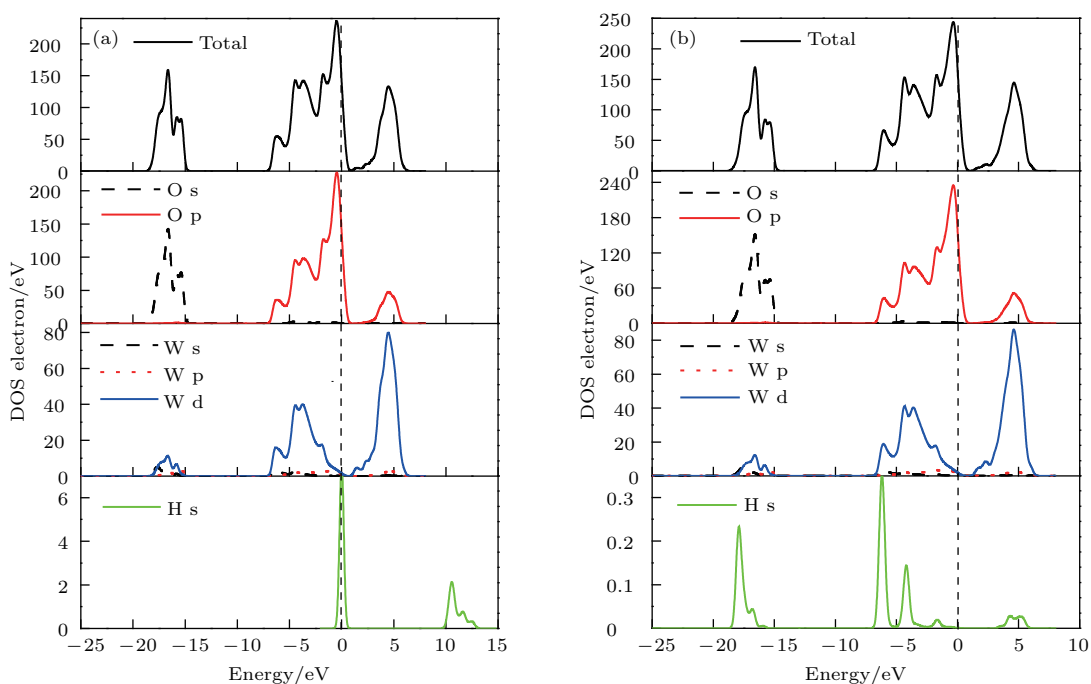 (a)
Total
200
150
100
50
0
O s
O p
200
150
100
50
0
W s
W p
W d
80
60
40
20
0
H s
6
4
2
0
−25 −20 −15 −10 −5 0 5 10 15
Energy/eV
DOS electron/eV
(b)
Total
250
200
150
100
50
0
O s
O p
240
180
120
60
0
W s
W p
W d
80
60
40
20
0
H s
0.3
0.2
0.1
0
−25 −20 −15 −10 −5 0 5 10
Energy/eV
DOS electron/eV